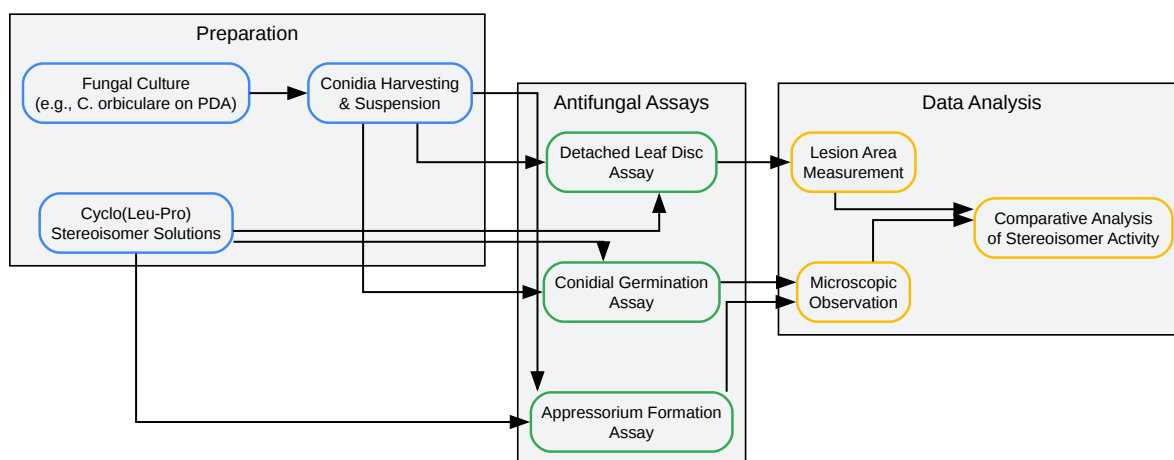 Preparation
Fungal Culture
(e.g., C. orbiculare on PDA)
Conidia Harvesting
& Suspension
Cyclo(Leu-Pro)
Stereoisomer Solutions
Antifungal Assays
Detached Leaf Disc
Assay
Conidial Germination
Assay
Appressorium Formation
Assay
Data Analysis
Lesion Area
Measurement
Microscopic
Observation
Comparative Analysis
of Stereoisomer Activity